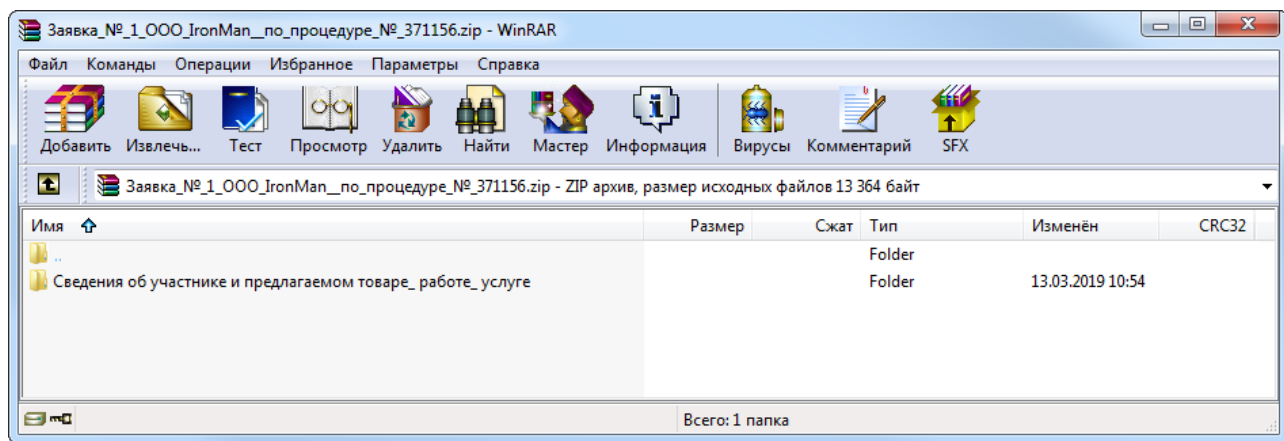 Заявка_№_1_ООО_IronMan__по_процедуре_№_371156.zip - WinRAR
Файл Команды Операции Избранное Параметры Справка
Добавить Извлечь... Тест Просмотр Удалить Найти Мастер Информация Вирусы Комментарий SFX
Заявка_№_1_ООО_IronMan__по_процедуре_№_371156.zip - ZIP архив, размер исходных файлов 13 364 байт
Имя Размер Сжат Тип Изменён CRC32
.. Folder
Сведения об участнике и предлагаемом товаре_ работе_ услуге Folder 13.03.2019 10:54
Всего: 1 папка